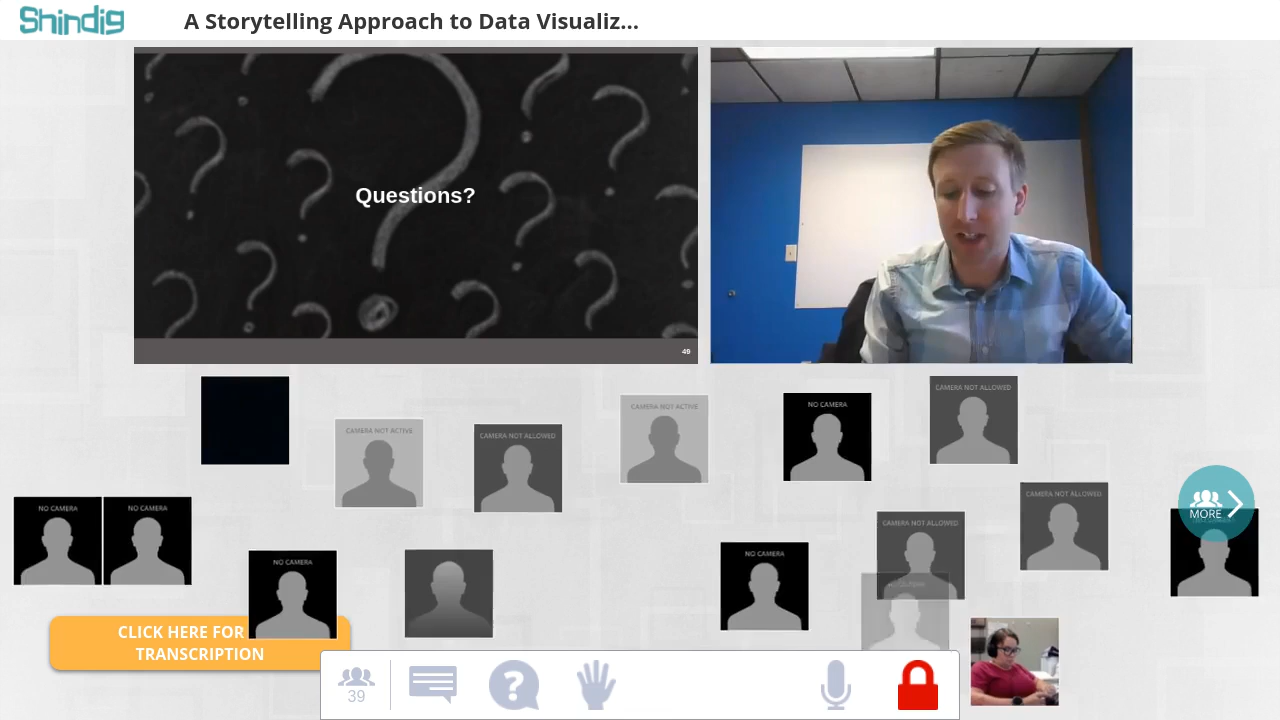 Shindig
A Storytelling Approach to Data Visualiz...
Questions?
49
CAMERA NOT ACTIVE
CAMERA NOT ALLOWED
CAMERA NOT ACTIVE
NO CAMERA
CAMERA NOT ALLOWED
NO CAMERA
NO CAMERA
NO CAMERA
NO CAMERA
CAMERA NOT ALLOWED
CAMERA NOT ALLOWED
MORE
CLICK HERE FOR
TRANSCRIPTION
39